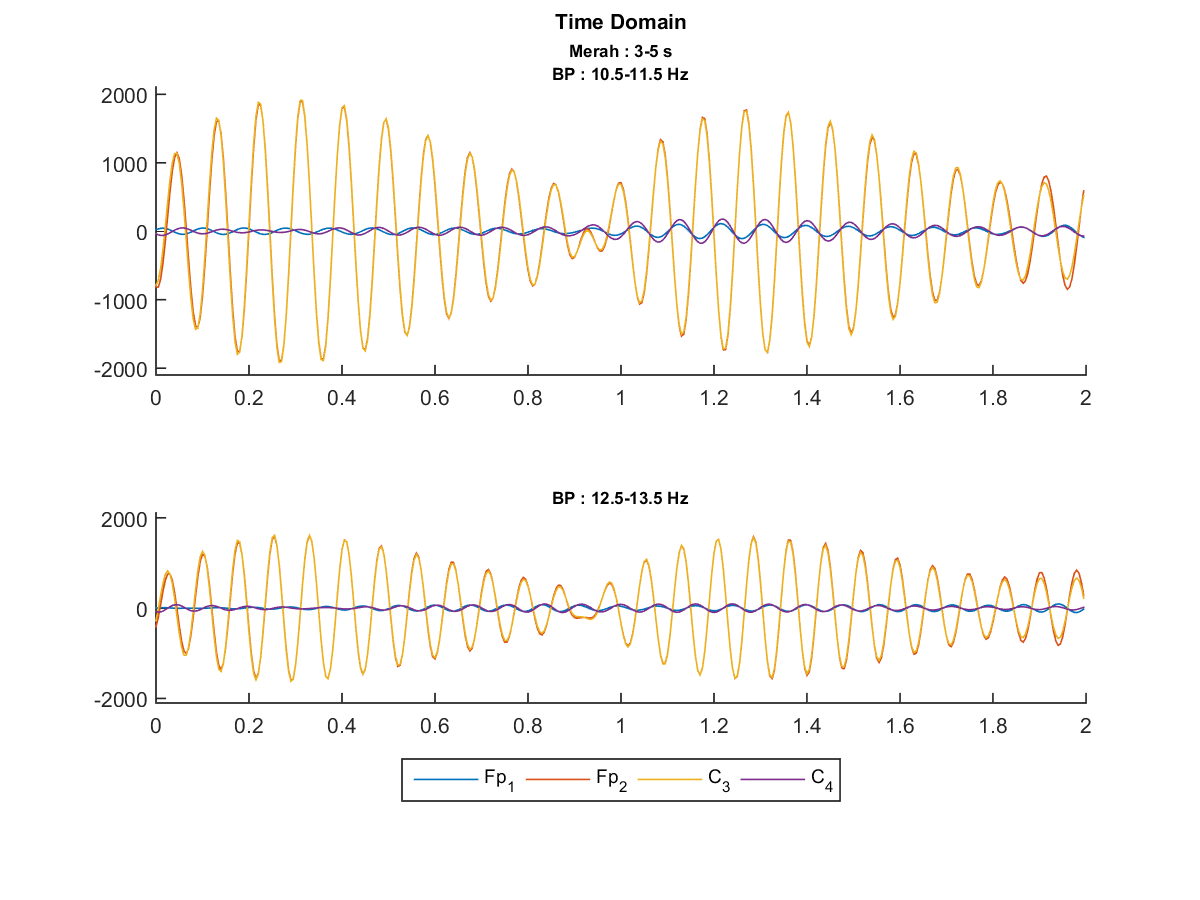 Time Domain
Merah : 3-5 s
BP : 10.5-11.5 Hz
2000
1000
0
-1000
-2000
0 0.2 0.4 0.6 0.8 1 1.2 1.4 1.6 1.8 2
BP : 12.5-13.5 Hz
2000
0
-2000
0 0.2 0.4 0.6 0.8 1 1.2 1.4 1.6 1.8 2
Fp1 Fp2 C3 C4